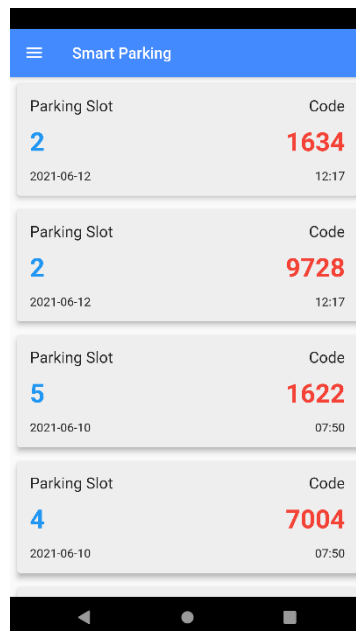 Smart Parking
Parking Slot Code
2 1634
2021-06-12 12:17
Parking Slot Code
2 9728
2021-06-12 12:17
Parking Slot Code
5 1622
2021-06-10 07:50
Parking Slot Code
4 7004
2021-06-10 07:50